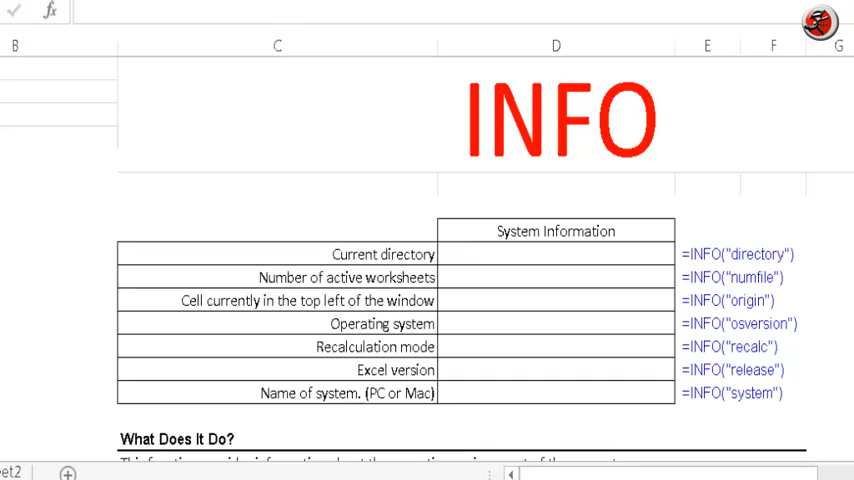 fx
B C D E F G
INFO
System Information
Current directory =INFO("directory")
Number of active worksheets =INFO("numfile")
Cell currently in the top left of the window =INFO("origin")
Operating system =INFO("osversion")
Recalculation mode =INFO("recalc")
Excel version =INFO("release")
Name of system. (PC or Mac) =INFO("system")
What Does It Do?
eet2